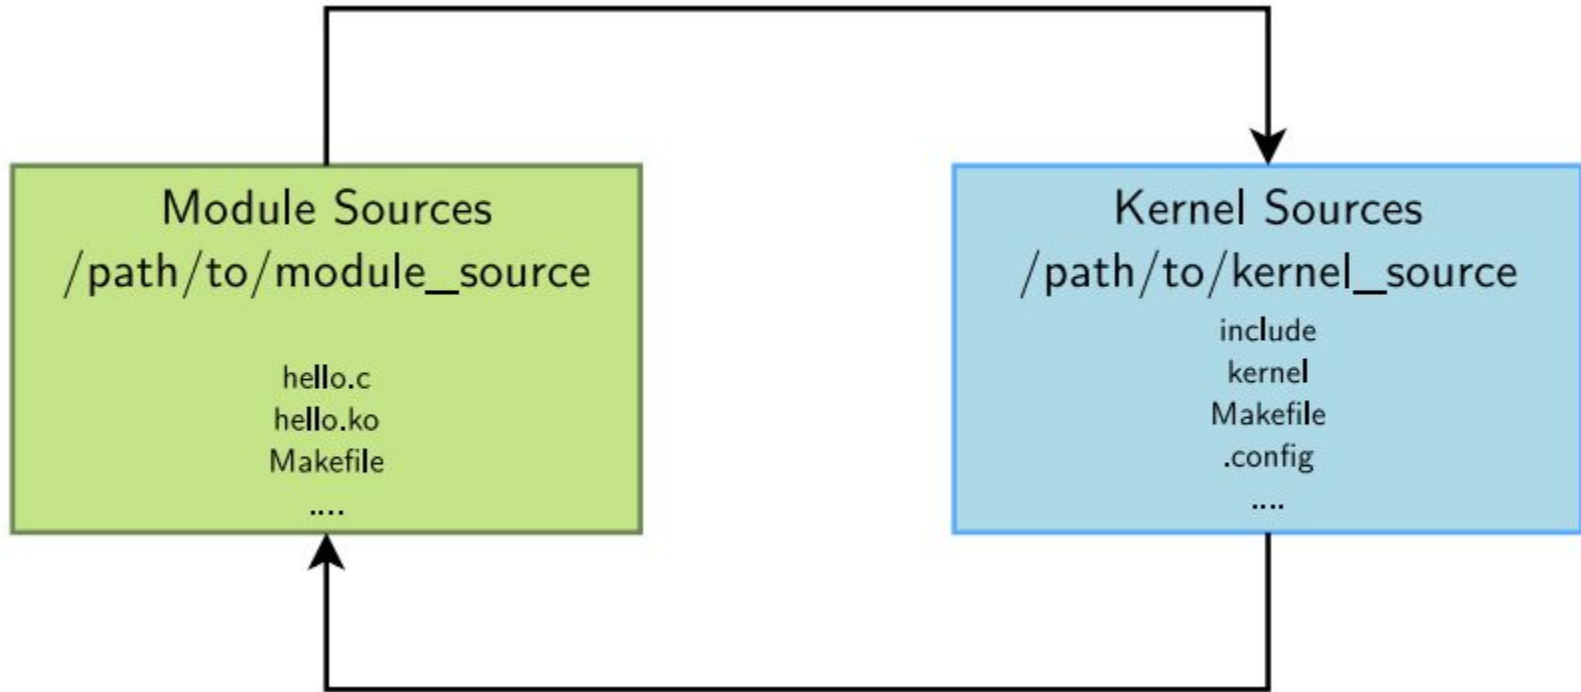 Module Sources
/path/to/module_source
hello.c
hello.ko
Makefile
....
Kernel Sources
/path/to/kernel_source
include
kernel
Makefile
.config
....